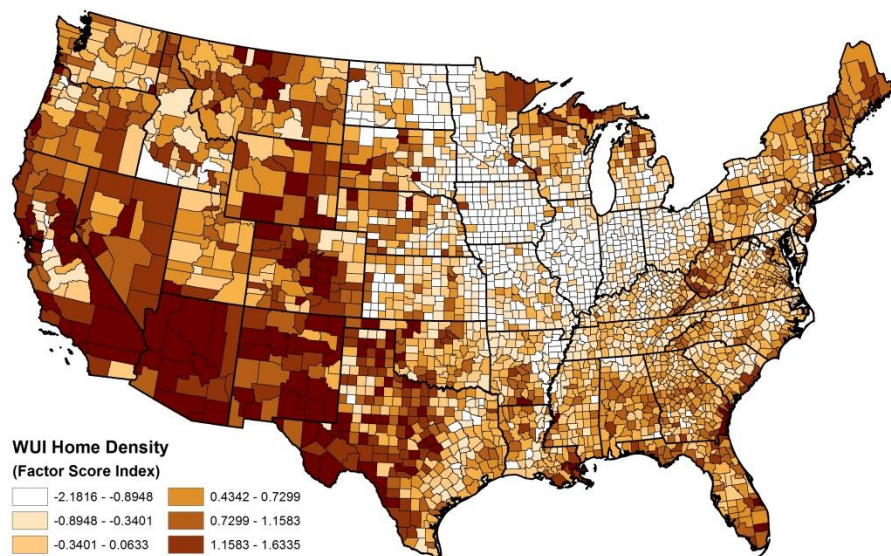 WUI Home Density
(Factor Score Index)
-2.1816 - -0.8948
0.4342 - 0.7299
-0.8948 - -0.3401
0.7299 - 1.1583
-0.3401 - 0.0633
1.1583 - 1.6335